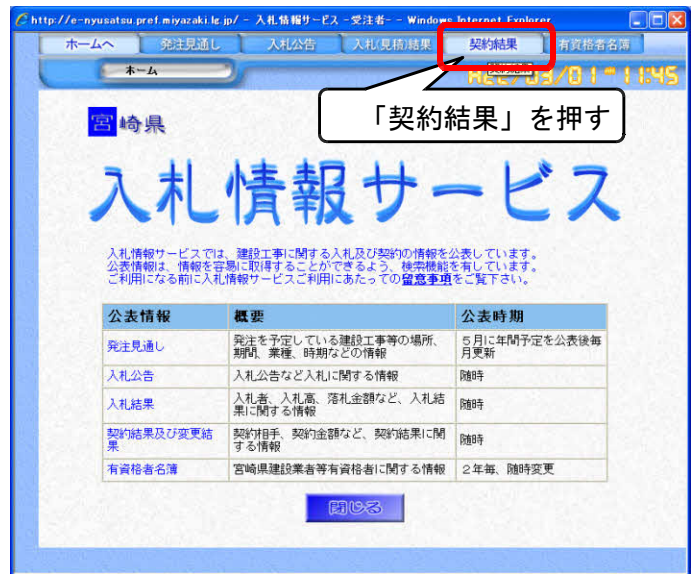 http://e-nyusatsu.pref.miyazaki.lg.jp/ - 入札情報サービス -受注者- - Windows Internet Explorer
ホームへ 発注見通し 入札公告 入札(見積)結果 契約結果 有資格者名簿
ホーム
「契約結果」を押す
宮崎県
入札情報サービス
入札情報サービスでは、建設工事に関する入札及び契約の情報を公表しています。
公表情報は、情報を容易に取得することができるよう、検索機能を有しています。
ご利用になる前に入札情報サービスご利用にあたっての留意事項をご覧下さい。
公表情報 概要 公表時期
発注見通し 発注を予定している建設工事等の場所、期間、業種、時期などの情報 5月に年間予定を公表後毎月更新
入札公告 入札公告など入札に関する情報 随時
入札結果 入札者、入札高、落札金額など、入札結果に関する情報 随時
契約結果及び変更結果 契約相手、契約金額など、契約結果に関する情報 随時
有資格者名簿 宮崎県建設業者等有資格者に関する情報 2年毎、随時変更
閉じる